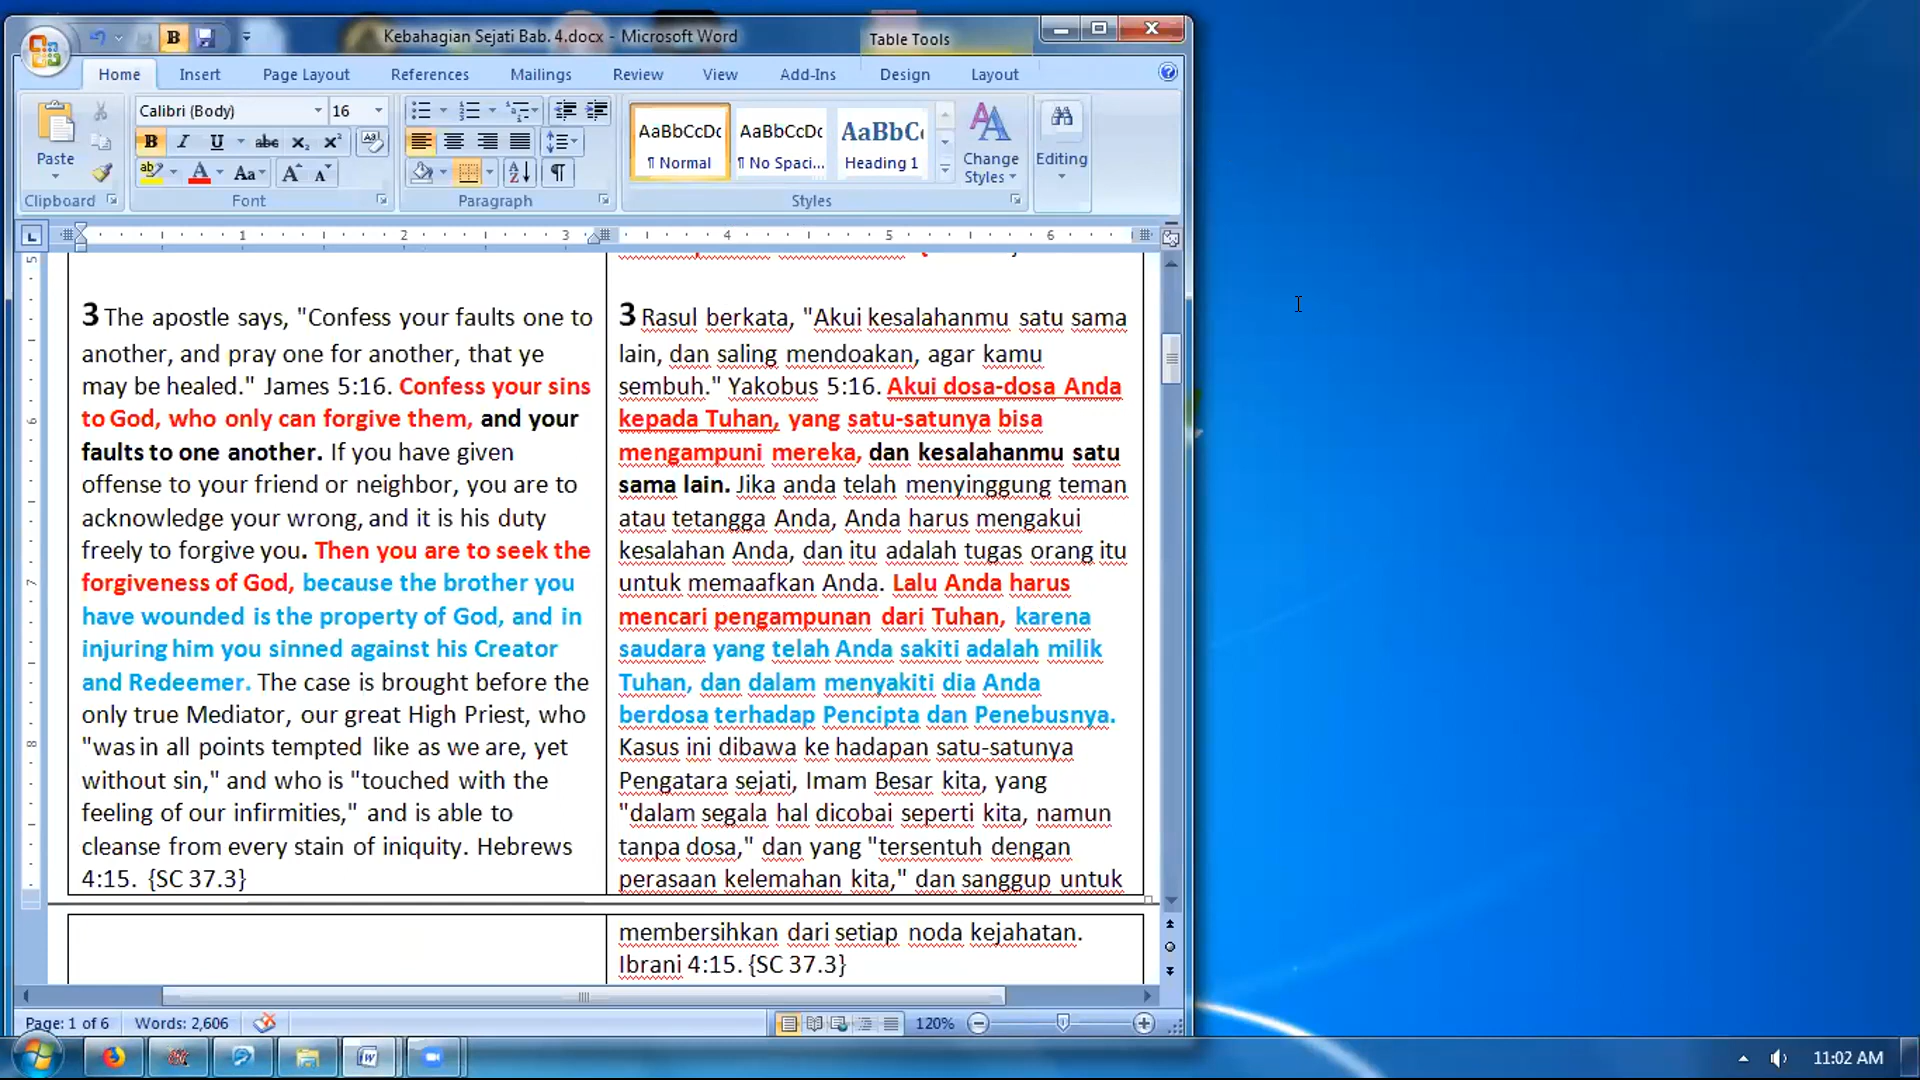 Kebahagian Sejati Bab. 4.docx - Microsoft Word
Table Tools
Home Insert Page Layout References Mailings Review View Add-Ins Design Layout
Calibri (Body) 16
Paste
AaBbCcDc AaBbCcDc AaBbCc
¶ Normal ¶ No Spaci... Heading 1
Change Styles
Editing
Clipboard Font Paragraph Styles
1 2 3 4 5 6
3 The apostle says, "Confess your faults one to
another, and pray one for another, that ye
may be healed." James 5:16. Confess your sins
to God, who only can forgive them, and your
faults to one another. If you have given
offense to your friend or neighbor, you are to
acknowledge your wrong, and it is his duty
freely to forgive you. Then you are to seek the
forgiveness of God, because the brother you
have wounded is the property of God, and in
injuring him you sinned against his Creator
and Redeemer. The case is brought before the
only true Mediator, our great High Priest, who
"was in all points tempted like as we are, yet
without sin," and who is "touched with the
feeling of our infirmities," and is able to
cleanse from every stain of iniquity. Hebrews
4:15. {SC 37.3}
3 Rasul berkata, "Akui kesalahanmu satu sama
lain, dan saling mendoakan, agar kamu
sembuh." Yakobus 5:16. Akui dosa-dosa Anda
kepada Tuhan, yang satu-satunya bisa
mengampuni mereka, dan kesalahanmu satu
sama lain. Jika anda telah menyinggung teman
atau tetangga Anda, Anda harus mengakui
kesalahan Anda, dan itu adalah tugas orang itu
untuk memaafkan Anda. Lalu Anda harus
mencari pengampunan dari Tuhan, karena
saudara yang telah Anda sakiti adalah milik
Tuhan, dan dalam menyakiti dia Anda
berdosa terhadap Pencipta dan Penebusnya.
Kasus ini dibawa ke hadapan satu-satunya
Pengatara sejati, Imam Besar kita, yang
"dalam segala hal dicobai seperti kita, namun
tanpa dosa," dan yang "tersentuh dengan
perasaan kelemahan kita," dan sanggup untuk
membersihkan dari setiap noda kejahatan.
Ibrani 4:15. {SC 37.3}
Page: 1 of 6 Words: 2,606 120%
11:02 AM